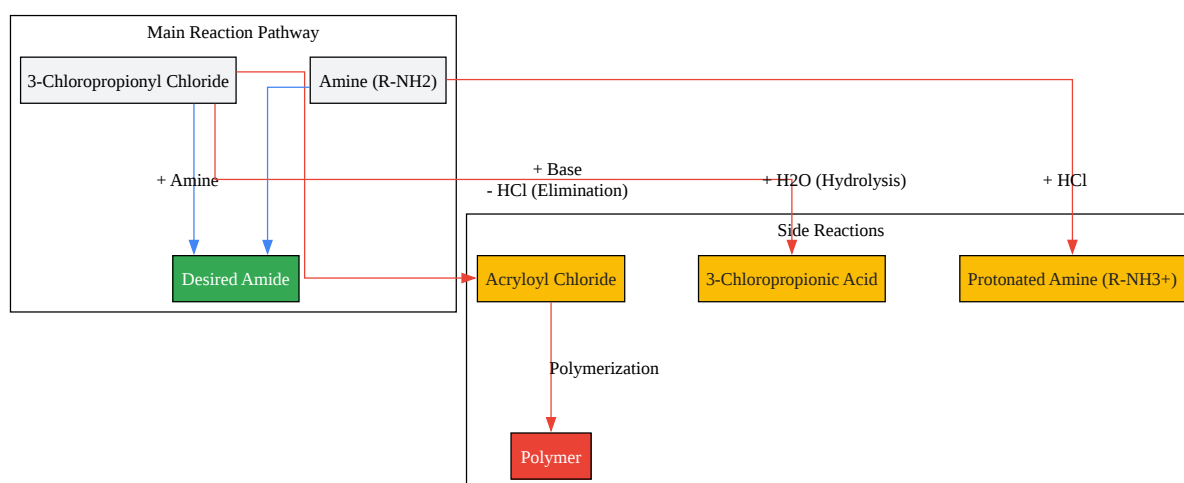 Main Reaction Pathway
3-Chloropropionyl Chloride
Amine (R-NH2)
+ Amine
+ Base
- HCl (Elimination)
+ H2O (Hydrolysis)
+ HCl
Side Reactions
Desired Amide
Acryloyl Chloride
3-Chloropropionic Acid
Protonated Amine (R-NH3+)
Polymerization
Polymer